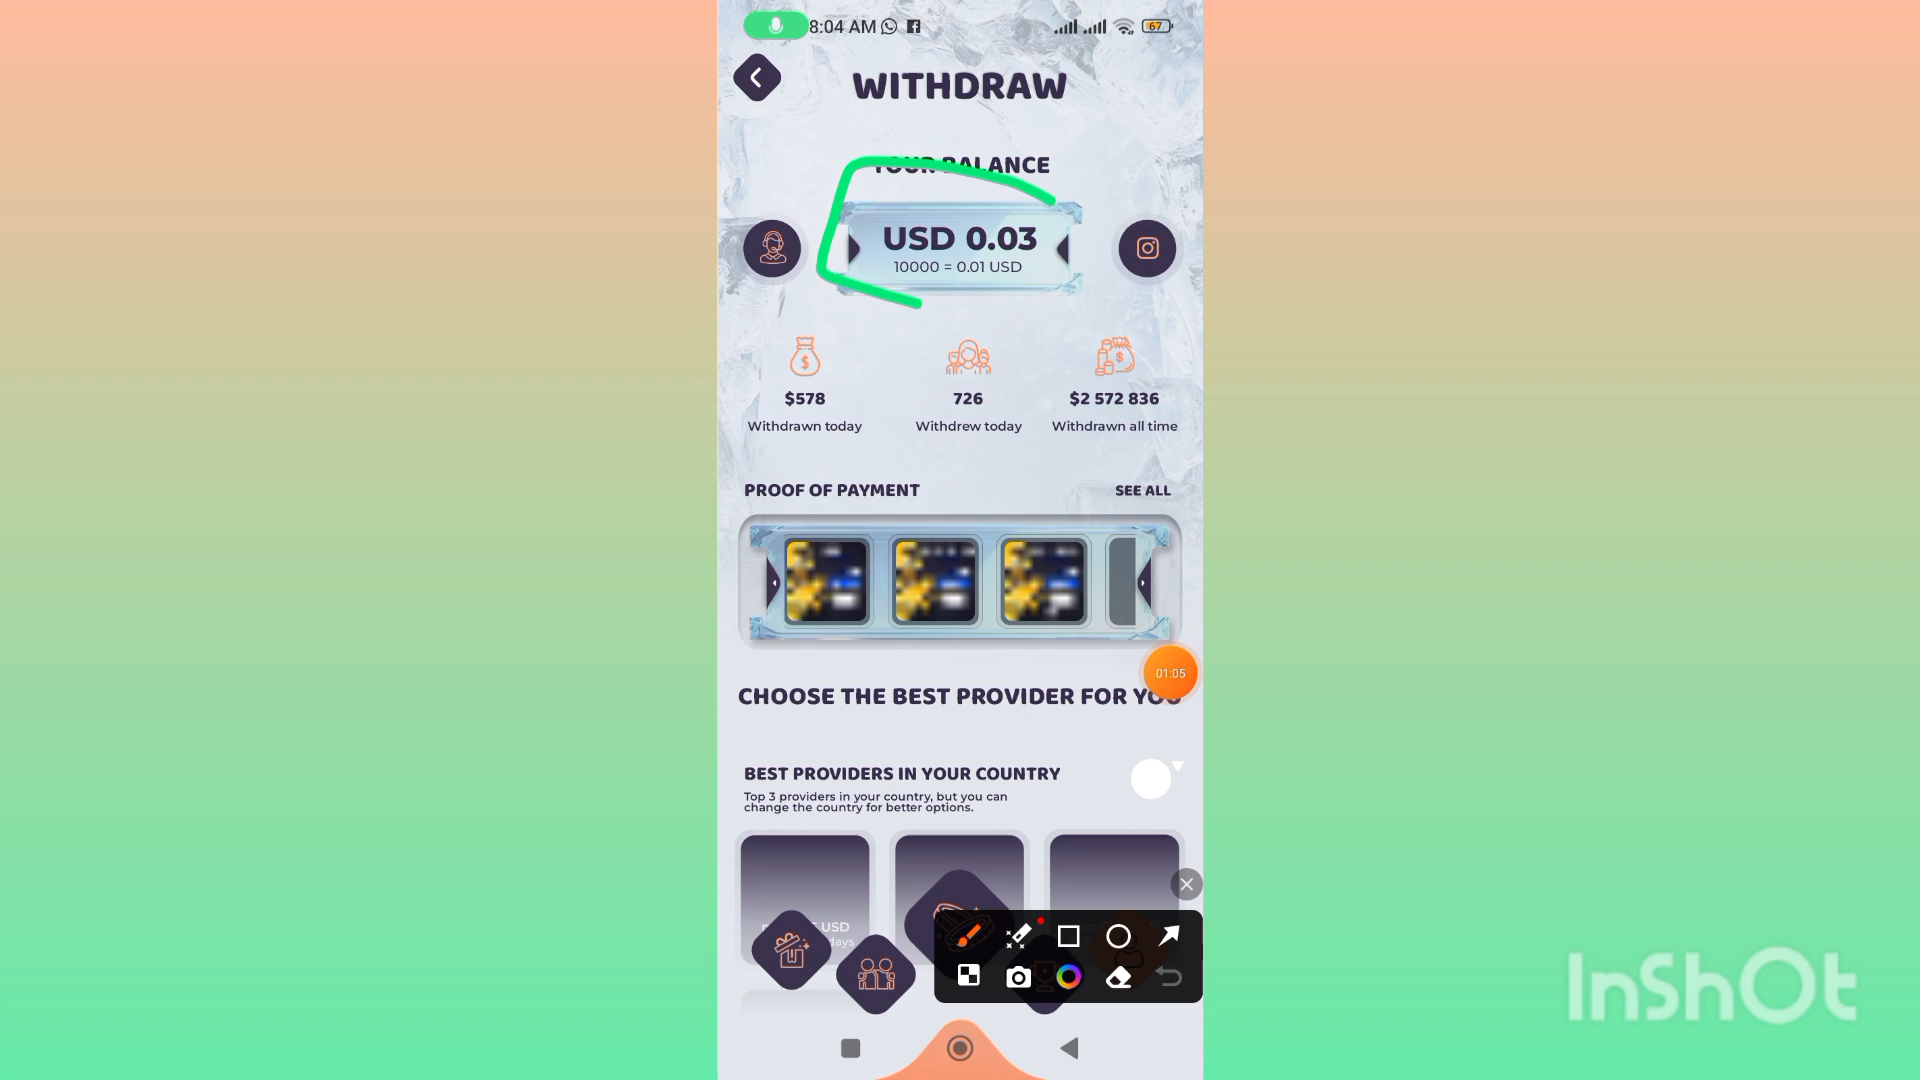 8:04 AM
67
WITHDRAW
YOUR BALANCE
USD 0.03
10000 = 0.01 USD
$578
726
$2 572 836
Withdrawn today
Withdrew today
Withdrawn all time
PROOF OF PAYMENT
SEE ALL
01:05
CHOOSE THE BEST PROVIDER FOR YOU
BEST PROVIDERS IN YOUR COUNTRY
Top 3 providers in your country, but you can
change the country for better options.
USD
days
InShOt